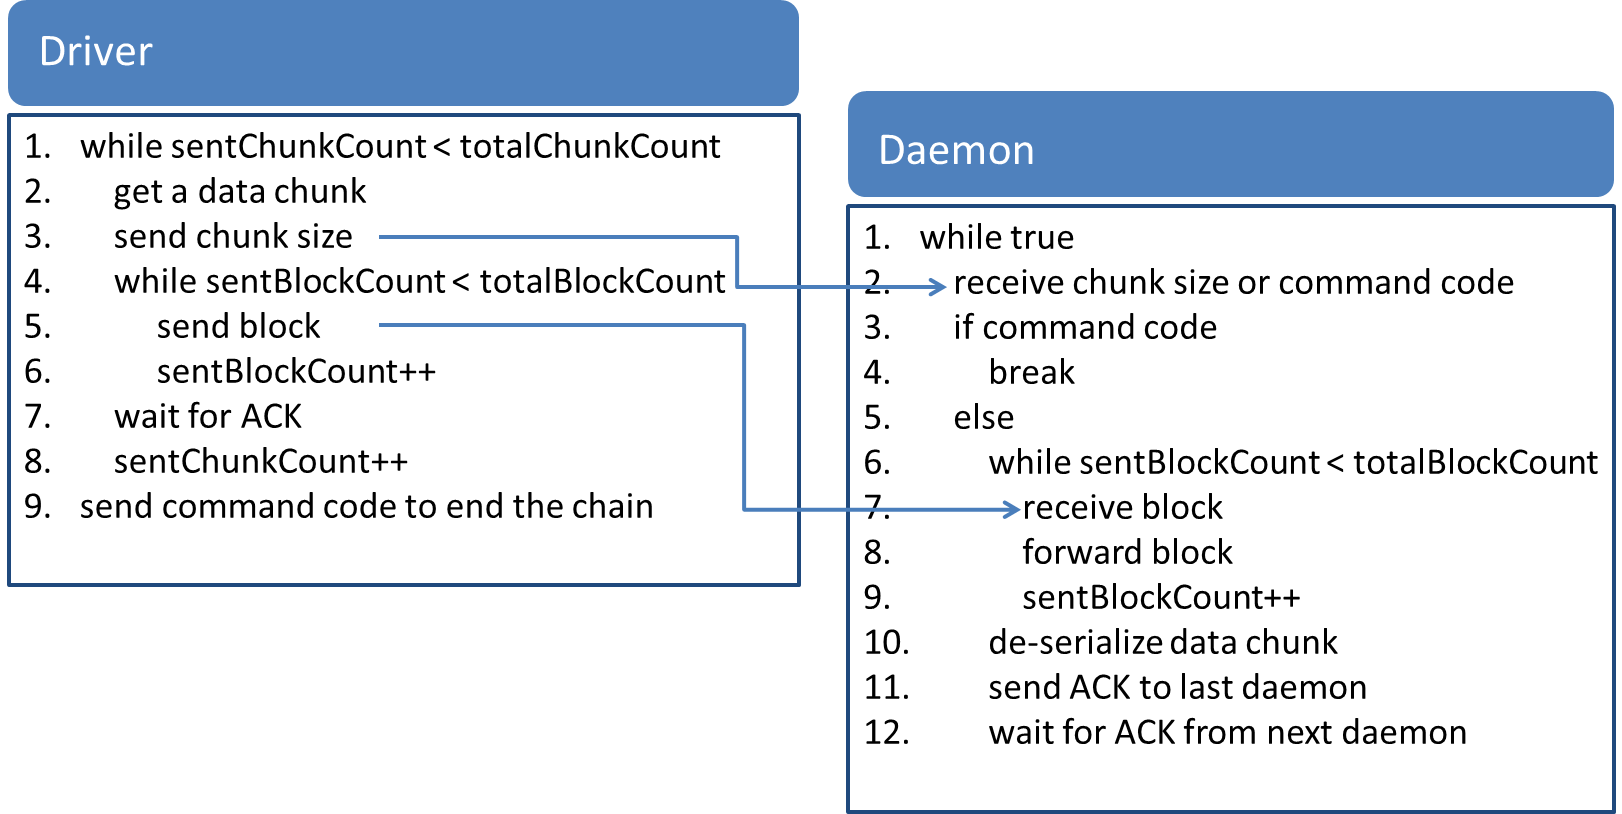 Driver
1. while sentChunkCount < totalChunkCount
2. get a data chunk
3. send chunk size
4. while sentBlockCount < totalBlockCount
5. send block
6. sentBlockCount++
7. wait for ACK
8. sentChunkCount++
9. send command code to end the chain
Daemon
1. while true
2. receive chunk size or command code
3. if command code
4. break
5. else
6. while sentBlockCount < totalBlockCount
7. receive block
8. forward block
9. sentBlockCount++
10. de-serialize data chunk
11. send ACK to last daemon
12. wait for ACK from next daemon